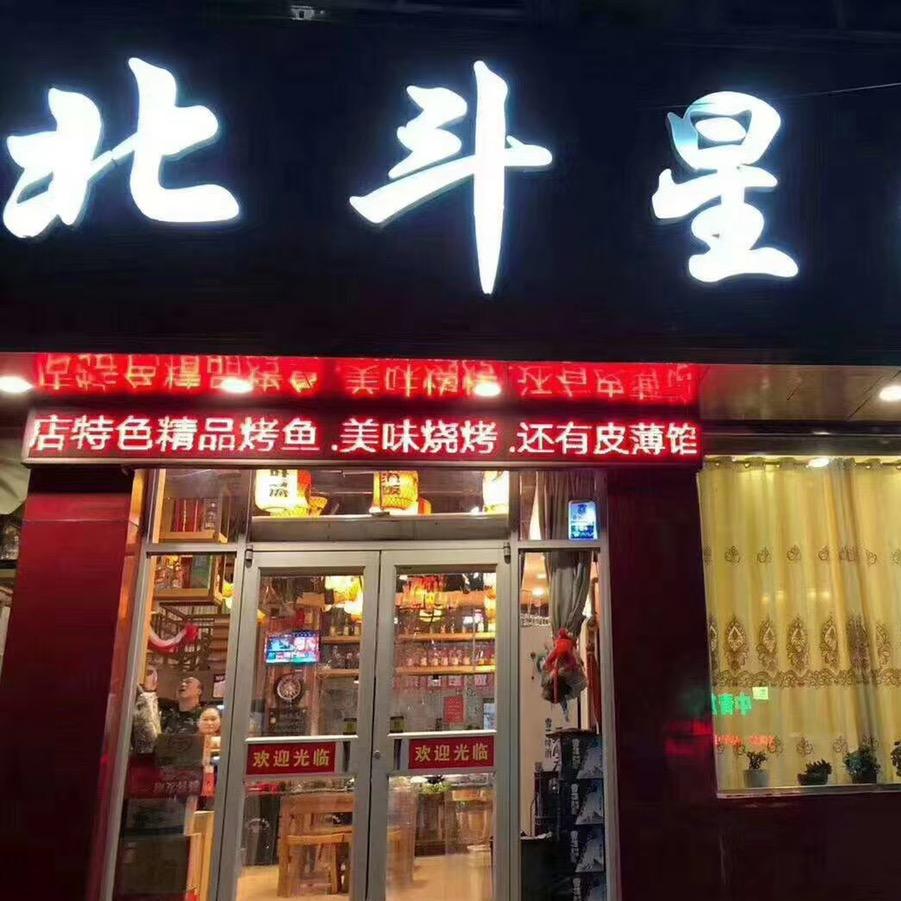 北斗星
店特色精品烤鱼.美味烧烤.还有皮薄馅
欢迎光临 欢迎光临